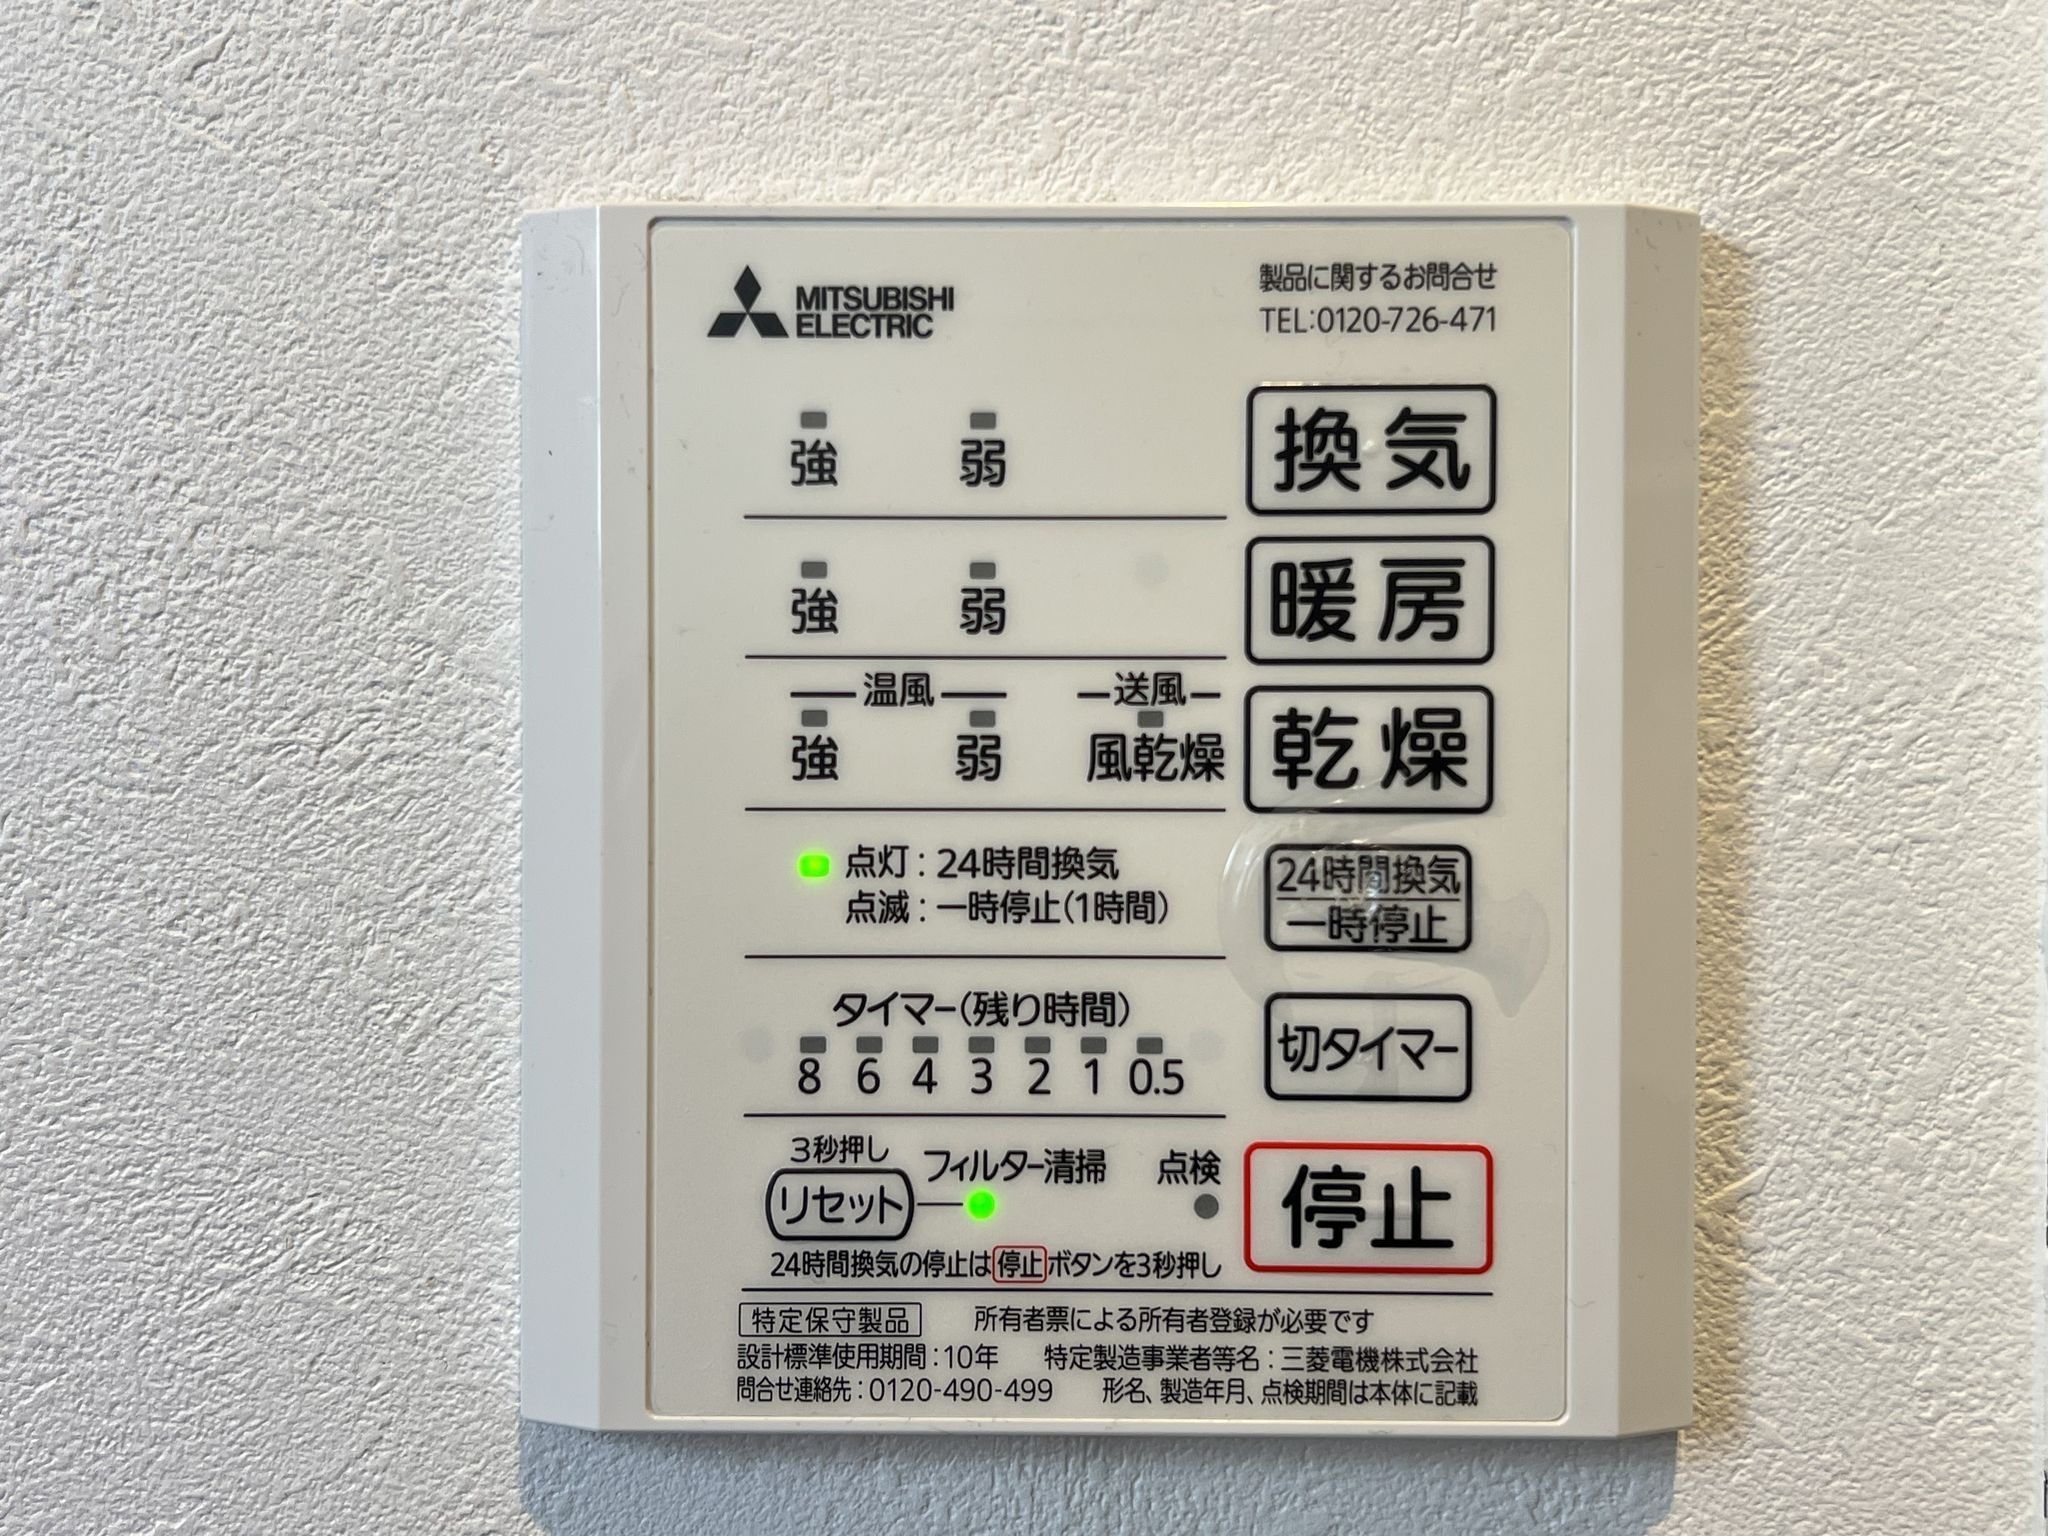 MITSUBISHI
ELECTRIC
製品に関するお問合せ
TEL:0120-726-471
強 弱 換気
強 弱 暖房
温風 送風
強 弱 風乾燥 乾燥
点灯:24時間換気
点滅:一時停止(1時間)
24時間換気
一時停止
タイマー(残り時間)
8 6 4 3 2 1 0.5
切タイマー
3秒押し
リセット
フィルター清掃
点検
停止
24時間換気の停止は停止ボタンを3秒押し
特定保守製品 所有者票による所有者登録が必要です
設計標準使用期間:10年 特定製造事業者等名:三菱電機株式会社
問合せ連絡先:0120-490-499 形名、製造年月、点検期間は本体に記載